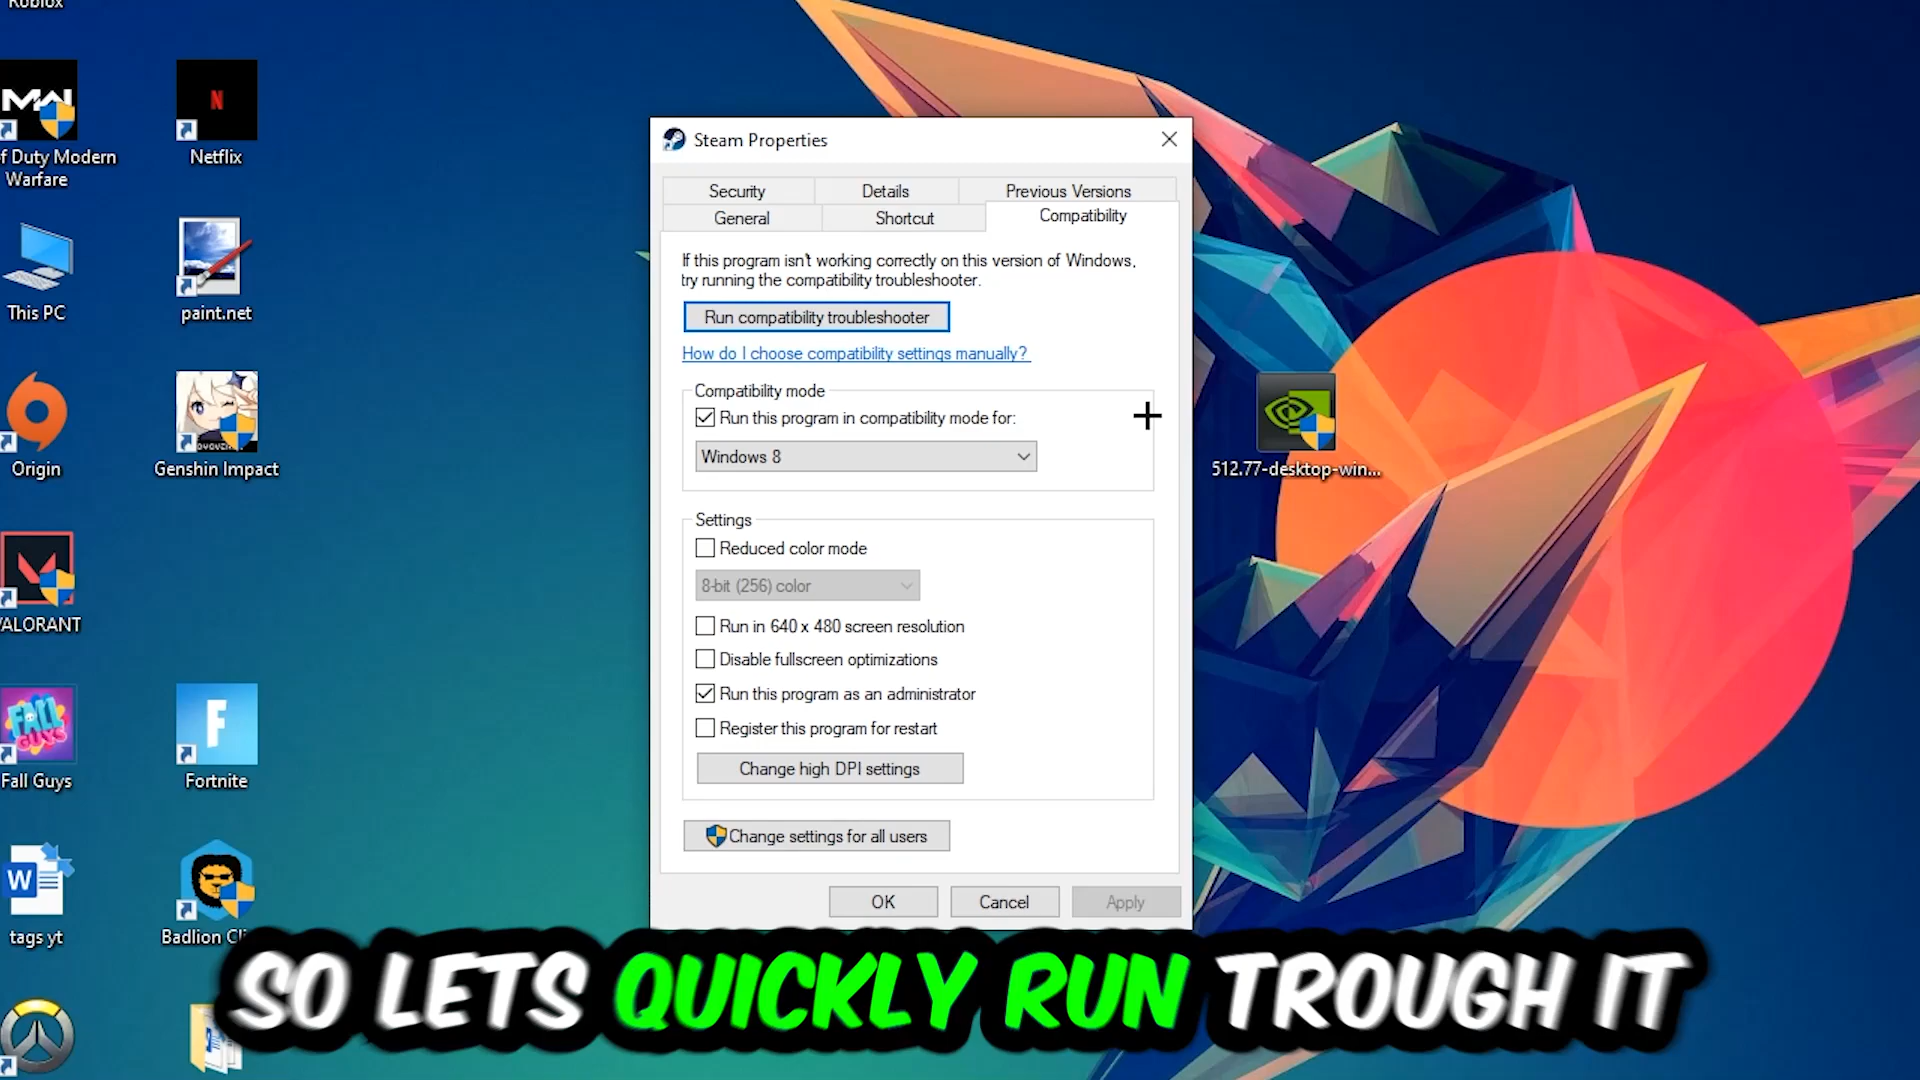 Roblox
MW
f Duty Modern
Warfare
N
Netflix
This PC
paint.net
Origin
Genshin Impact
VALORANT
FALL
GUYS
Fall Guys
F
Fortnite
W
tags yt
Badlion Cli
Steam Properties
Security
Details
Previous Versions
General
Shortcut
Compatibility
If this program isn't working correctly on this version of Windows,
try running the compatibility troubleshooter.
Run compatibility troubleshooter
How do I choose compatibility settings manually?
Compatibility mode
Run this program in compatibility mode for:
Windows 8
Settings
Reduced color mode
8-bit (256) color
Run in 640 x 480 screen resolution
Disable fullscreen optimizations
Run this program as an administrator
Register this program for restart
Change high DPI settings
Change settings for all users
OK
Cancel
Apply
512.77-desktop-win...
SO LETS QUICKLY RUN TROUGH IT